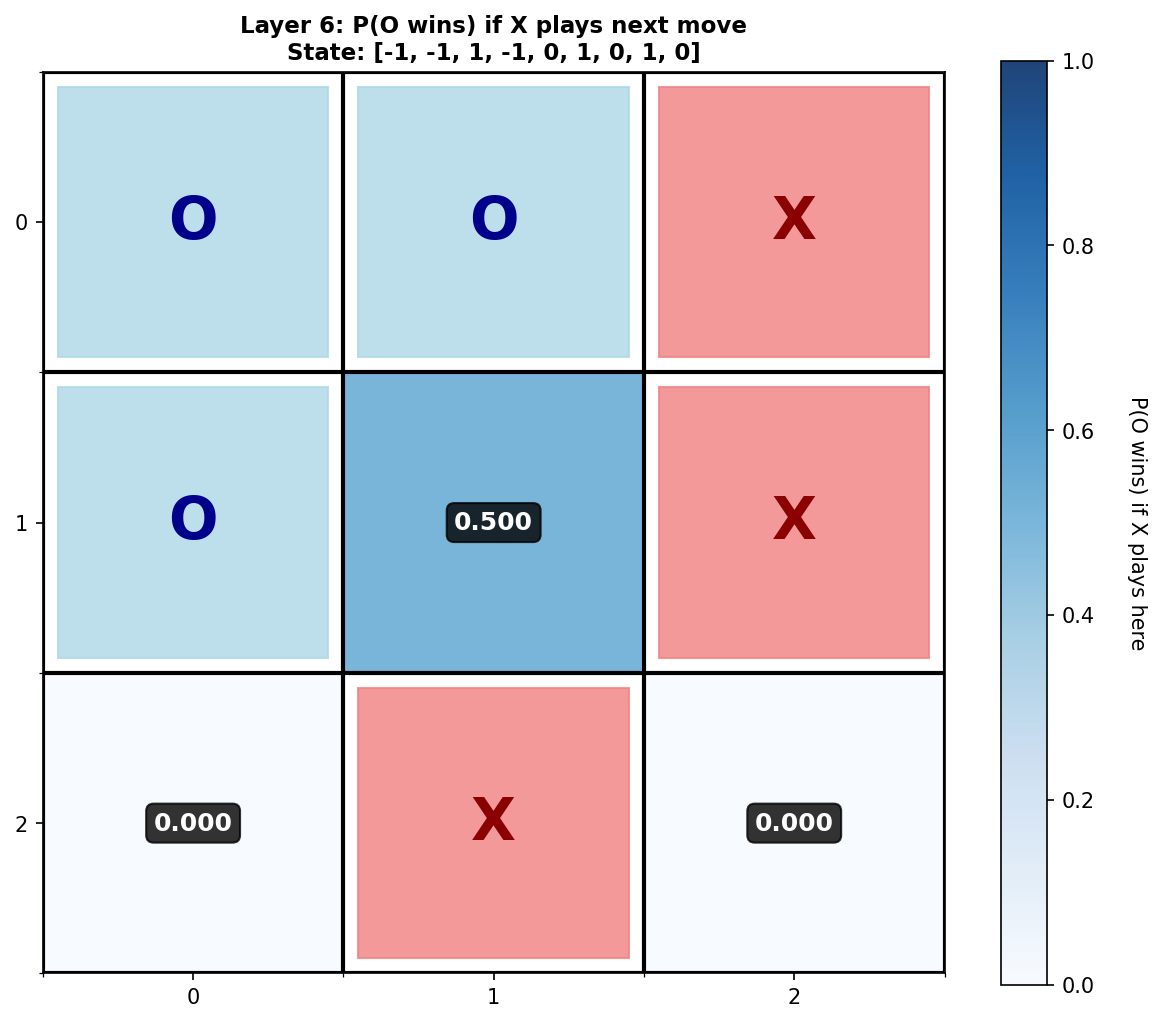 Layer 6: P(O wins) if X plays next move
State: [-1, -1, 1, -1, 0, 1, 0, 1, 0]
0
O
O
X
1
O
0.500
X
2
0.000
X
0.000
0
1
2
1.0
0.8
0.6
0.4
0.2
0.0
P(O wins) if X plays here